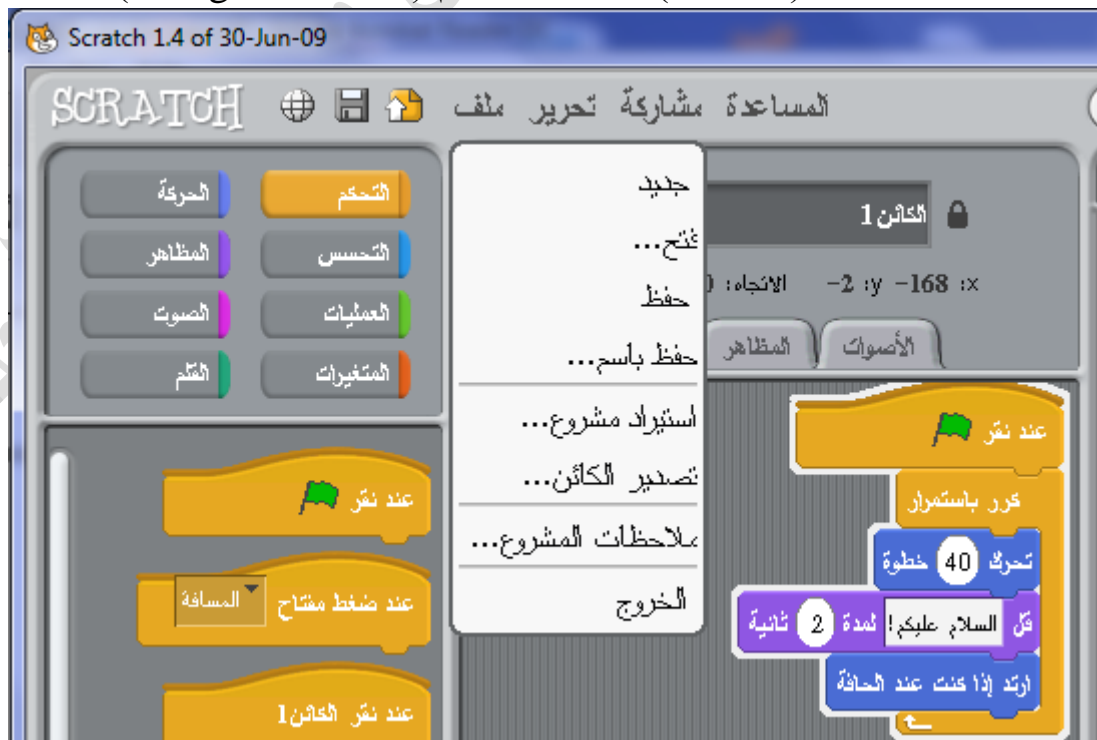 Scratch 1.4 of 30-Jun-09
SCRATCH ملف تحرير مشاركة المساعدة
الحركة
التحكم
المظاهر
التحسس
الصوت
العمليات
القلم
المتغيرات
جديد
فتح...
حفظ
حفظ باسم...
استيراد مشروع...
تصدير الكائن...
ملاحظات المشروع...
الخروج
الكائن1
x: -168 y: -2 الاتجاه:
المظاهر
الأصوات
عند نقر
عند ضغط مفتاح المسافة
عند نقر الكائن1
عند نقر
كرر باستمرار
تحرك 40 خطوة
قل السلام عليكم! لمدة 2 ثانية
ارتد إذا كنت عند الحافة